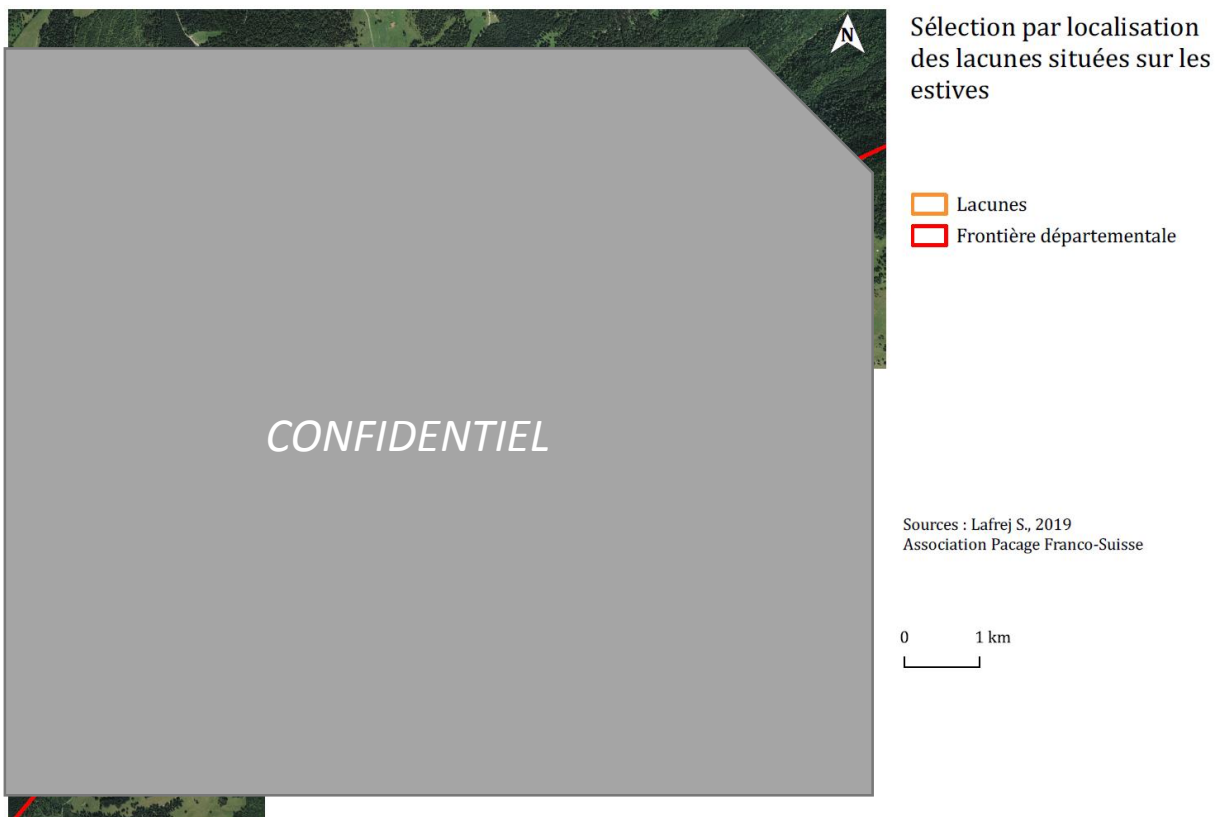 N
Sélection par localisation
des lacunes situées sur les
estives
Lacunes
Frontière départementale
CONFIDENTIEL
Sources : Lafrej S., 2019
Association Pacage Franco-Suisse
0 1 km